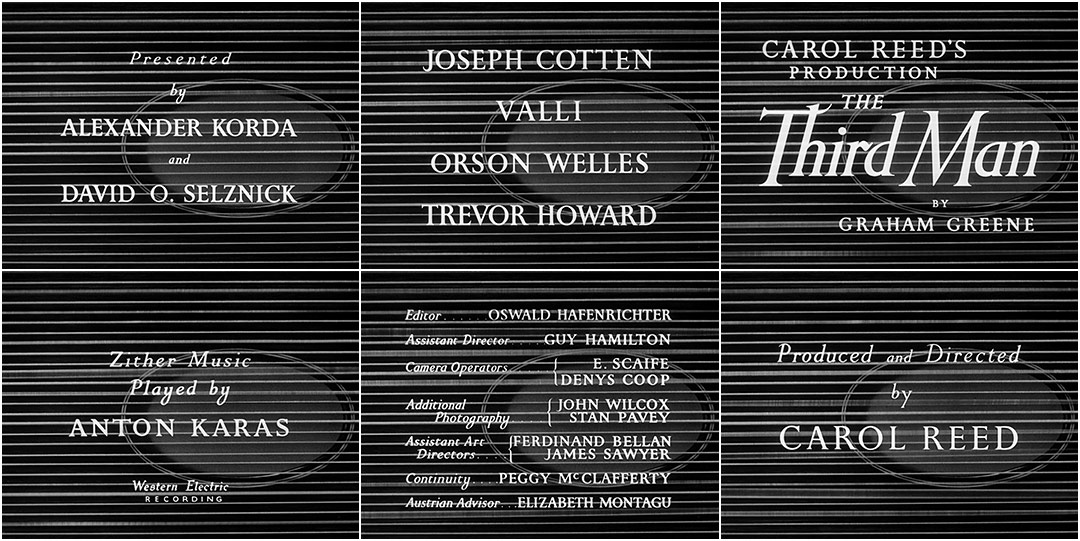 Presented
by
ALEXANDER KORDA
and
DAVID O. SELZNICK
JOSEPH COTTEN
VALLI
ORSON WELLES
TREVOR HOWARD
CAROL REED'S
PRODUCTION
THE
Third Man
BY
GRAHAM GREENE
Zither Music
Played by
ANTON KARAS
Western Electric
RECORDING
Editor.....OSWALD HAFENRICHTER
Assistant Director....GUY HAMILTON
Camera Operators....{E. SCAIFE
DENYS COOP
Additional
Photography....{JOHN WILCOX
STAN PAVEY
Assistant Art
Directors....{FERDINAND BELLAN
JAMES SAWYER
Continuity....PEGGY McCLAFFERTY
Austrian Advisor...ELIZABETH MONTAGU
Produced and Directed
by
CAROL REED